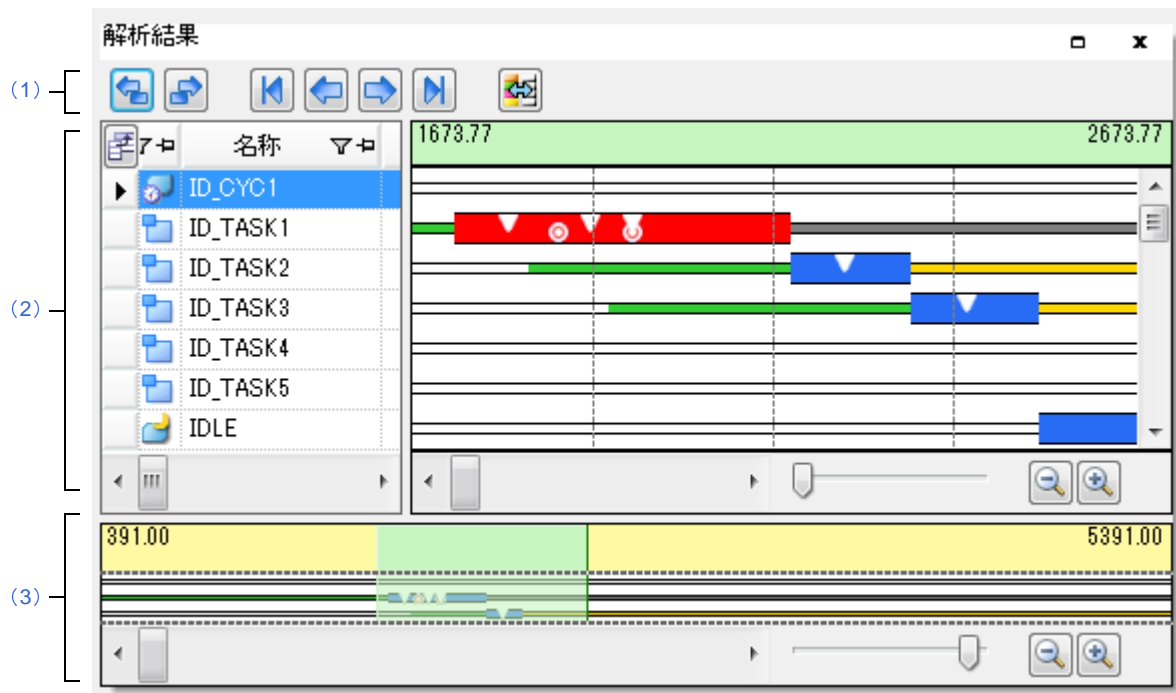 解析結果
(1)
(2)
名称
1673.77 2673.77
ID_CYC1
ID_TASK1
ID_TASK2
ID_TASK3
ID_TASK4
ID_TASK5
IDLE
(3)
391.00 5391.00